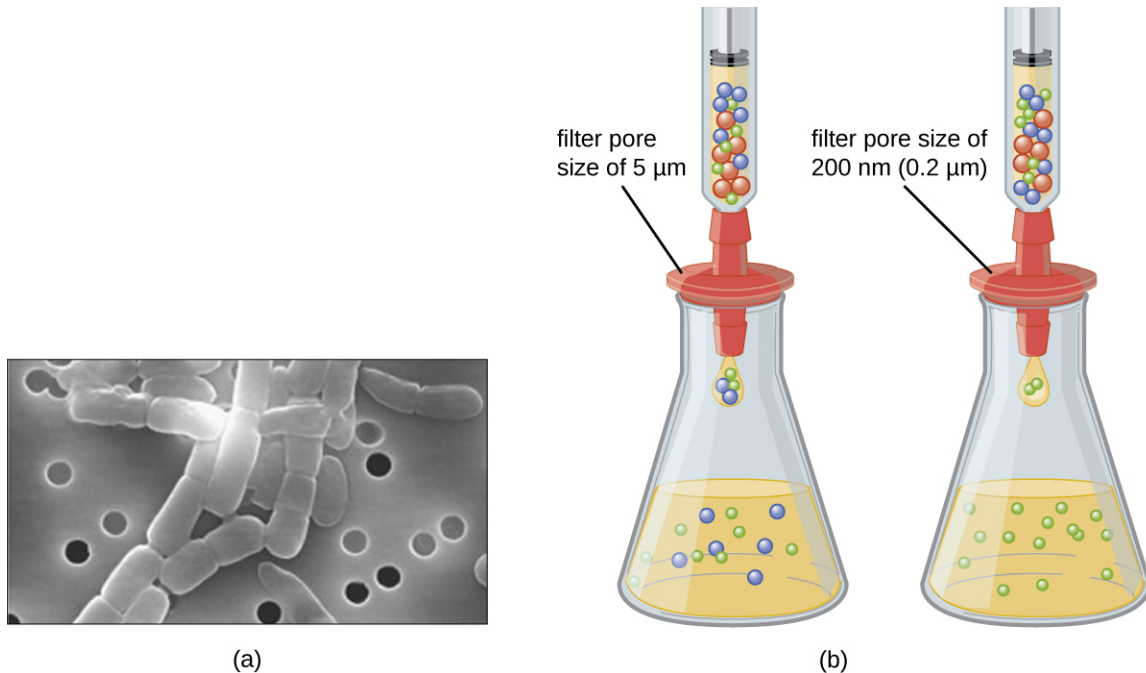 filter pore
size of 5 µm
filter pore size of
200 nm (0.2 µm)
(a)
(b)